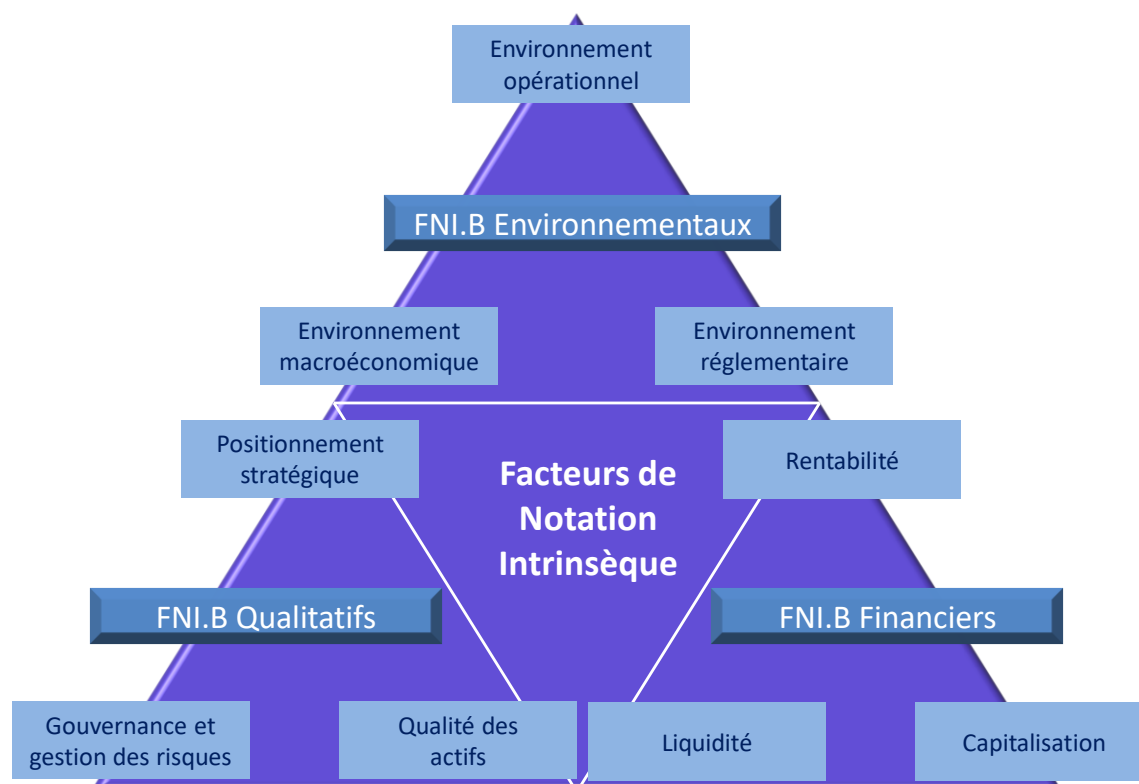 Environnement
opérationnel
FNI.B Environnementaux
Environnement
macroéconomique
Environnement
réglementaire
Positionnement
stratégique
Facteurs de
Notation
Intrinsèque
Rentabilité
FNI.B Qualitatifs
FNI.B Financiers
Gouvernance et
gestion des risques
Qualité des
actifs
Liquidité
Capitalisation